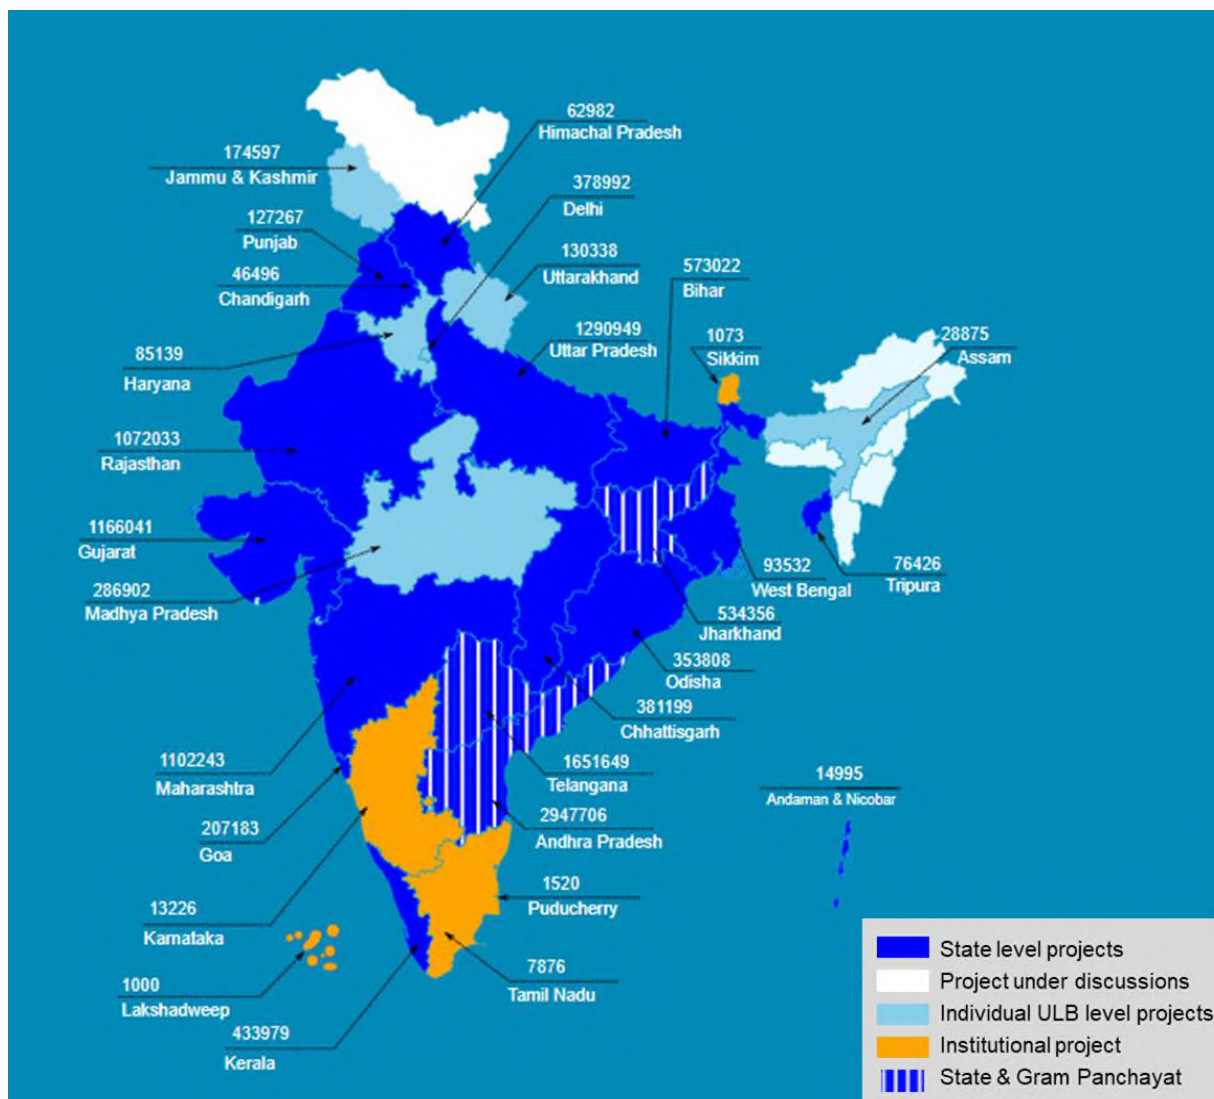 62982
Himachal Pradesh
174597
Jammu & Kashmir
378992
Delhi
127267
Punjab
130338
Uttarakhand
46496
Chandigarh
573022
Bihar
1290949
Uttar Pradesh
1073
Sikkim
28875
Assam
85139
Haryana
1072033
Rajasthan
1166041
Gujarat
286902
Madhya Pradesh
93532
West Bengal
76426
Tripura
534356
Jharkhand
353808
Odisha
381199
Chhattisgarh
1102243
Maharashtra
1651649
Telangana
14995
Andaman & Nicobar
207183
Goa
2947706
Andhra Pradesh
1520
Puducherry
13226
Karnataka
7876
Tamil Nadu
1000
Lakshadweep
433979
Kerala
State level projects
Project under discussions
Individual ULB level projects
Institutional project
State & Gram Panchayat